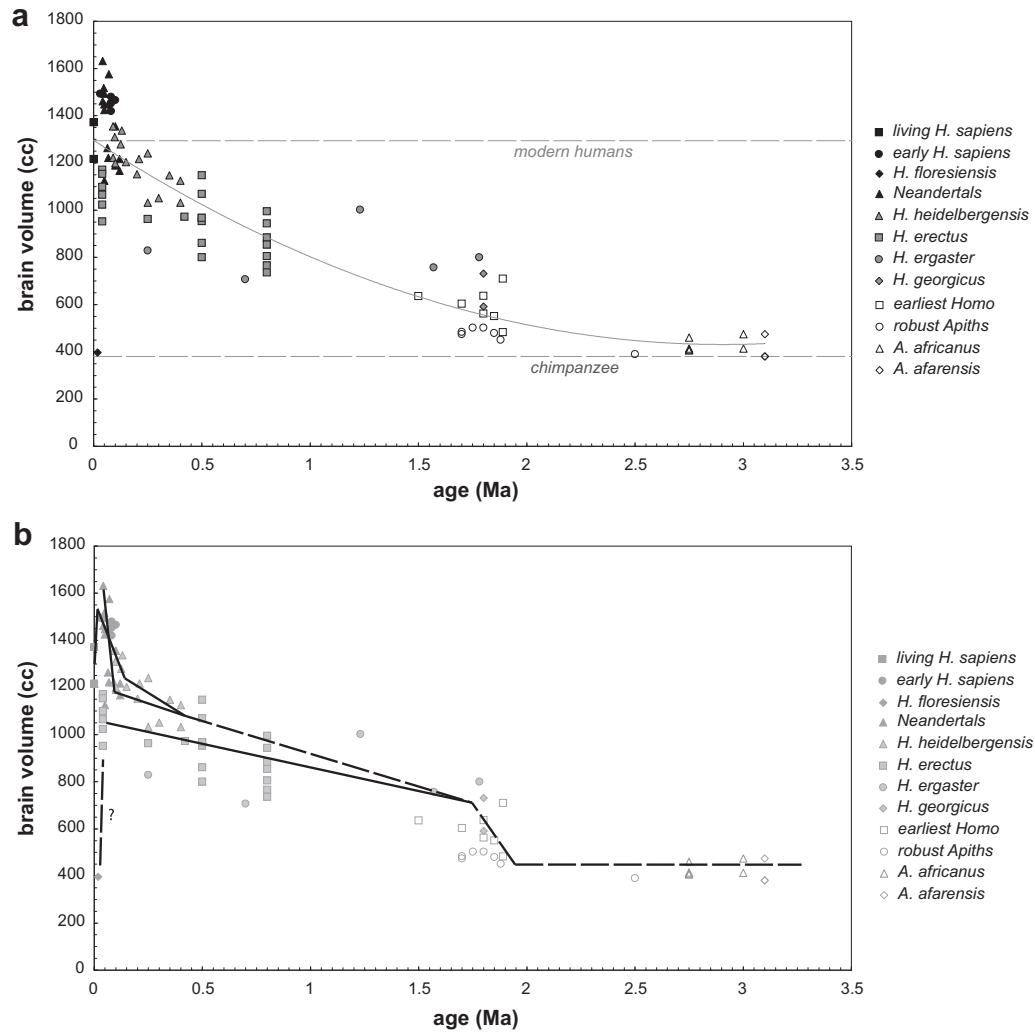 a
1800
1600
1400
1200
1000
800
600
400
200
0
brain volume (cc)
modern humans
chimpanzee
0 0.5 1 1.5 2 2.5 3 3.5
age (Ma)
living H. sapiens
early H. sapiens
H. floresiensis
Neandertals
H. heidelbergensis
H. erectus
H. ergaster
H. georgicus
earliest Homo
robust Apiths
A. africanus
A. afarensis
b
1800
1600
1400
1200
1000
800
600
400
200
0
brain volume (cc)
?
0 0.5 1 1.5 2 2.5 3 3.5
age (Ma)
living H. sapiens
early H. sapiens
H. floresiensis
Neandertals
H. heidelbergensis
H. erectus
H. ergaster
H. georgicus
earliest Homo
robust Apiths
A. africanus
A. afarensis